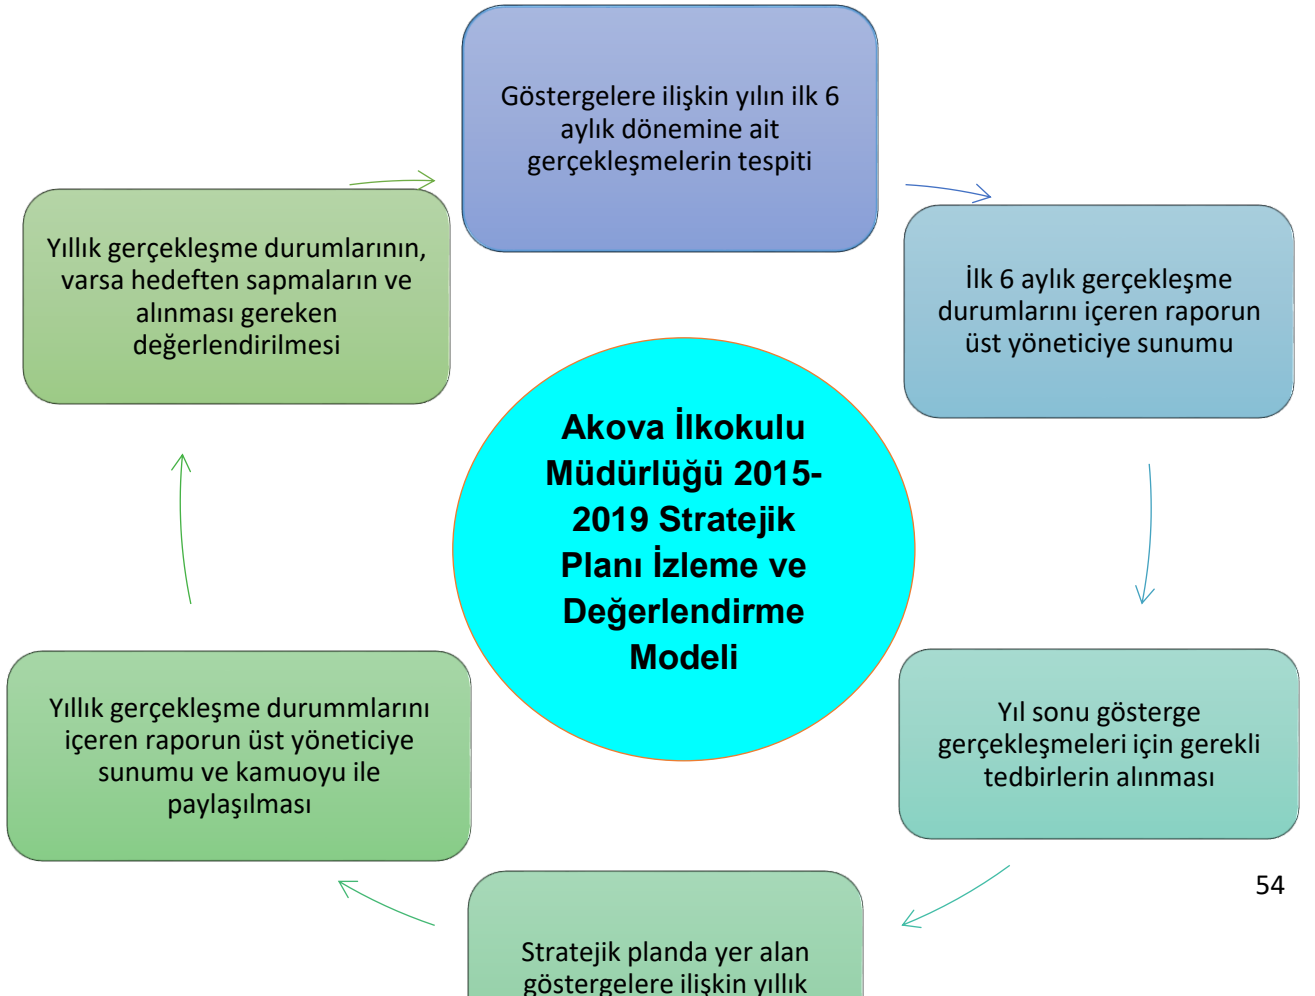 Göstergelere ilişkin yılın ilk 6
aylık dönemine ait
gerçekleşmelerin tespiti
İlk 6 aylık gerçekleşme
durumlarını içeren raporun
üst yöneticiye sunumu
Yıl sonu gösterge
gerçekleşmeleri için gerekli
tedbirlerin alınması
Stratejik planda yer alan
göstergelere ilişkin yıllık
Yıllık gerçekleşme durummlarını
içeren raporun üst yöneticiye
sunumu ve kamuoyu ile
paylaşılması
Yıllık gerçekleşme durumlarının,
varsa hedeften sapmaların ve
alınması gereken
değerlendirilmesi
Akova İlkokulu
Müdürlüğü 2015-
2019 Stratejik
Planı İzleme ve
Değerlendirme
Modeli
54